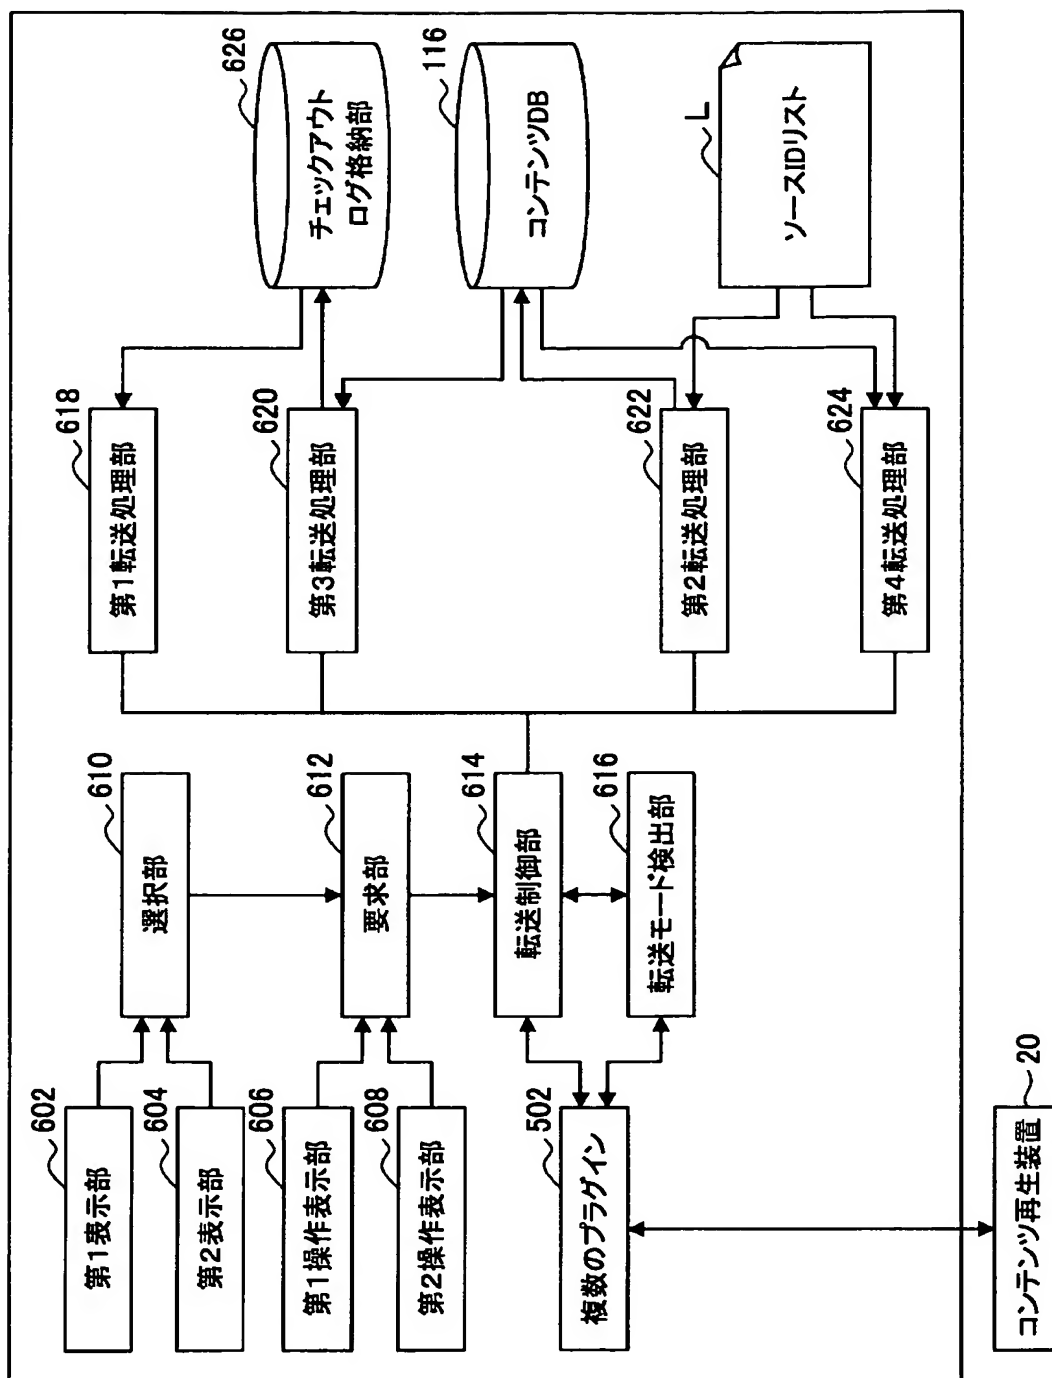 602
第1表示部
604
第2表示部
606
第1操作表示部
608
第2操作表示部
502
複数のプラグイン
20
コンテンツ再生装置
610
選択部
612
要求部
614
転送制御部
616
転送モード検出部
618
第1転送処理部
620
第3転送処理部
622
第2転送処理部
624
第4転送処理部
626
チェックアウト
ログ格納部
116
コンテンツDB
L
ソースIDリスト